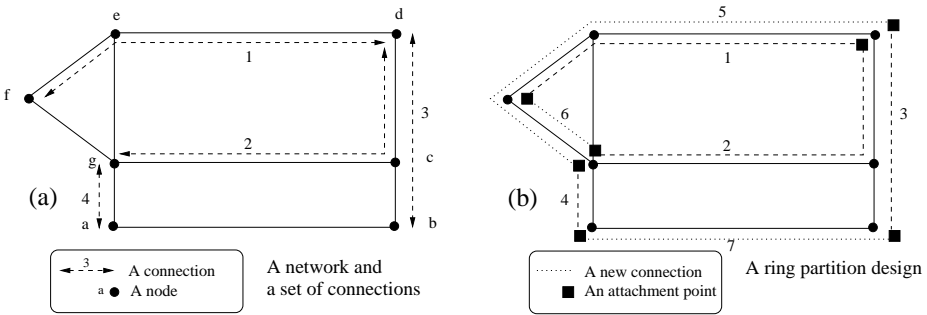 e
d
1
f
3
2
c
g
(a)
4
a
b
3
A connection
a
A node
A network and
a set of connections
5
1
6
3
2
(b)
4
7
A new connection
An attachment point
A ring partition design